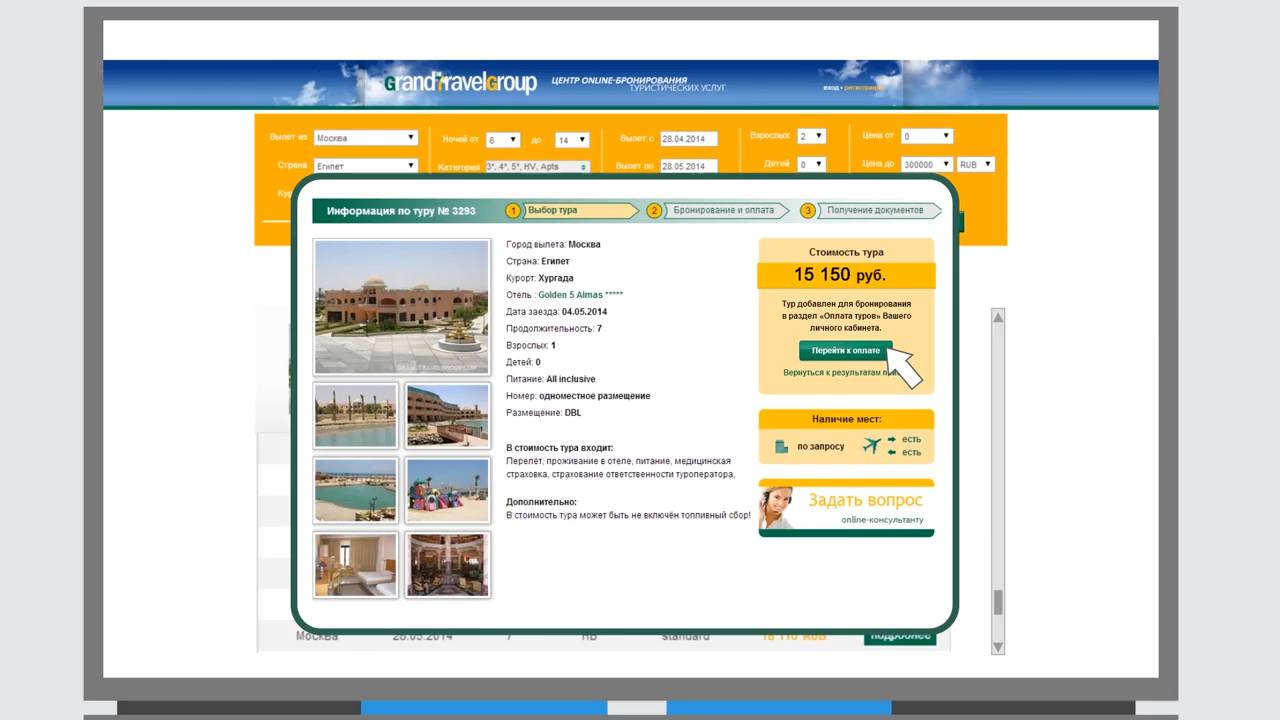 GrandTravelGroup
ЦЕНТР ONLINE-БРОНИРОВАНИЯ
ТУРИСТИЧЕСКИХ УСЛУГ
вход • регистрация
Вылет из Москва Ночей от 6 до 14 Вылет с 28.04.2014 Взрослых 2 Цена от 0
Страна Египет Категория 3*, 4*, 5*, HV, Apts Вылет по 28.05.2014 Детей 0 Цена до 300000 RUB
Информация по туру № 3293
1 Выбор тура
2 Бронирование и оплата
3 Получение документов
Город вылета: Москва
Страна: Египет
Курорт: Хургада
Отель : Golden 5 Almas *****
Дата заезда: 04.05.2014
Продолжительность: 7
Взрослых: 1
Детей: 0
Питание: All inclusive
Номер: одноместное размещение
Размещение: DBL
В стоимость тура входит:
Перелёт, проживание в отеле, питание, медицинская
страховка, страхование ответственности туроператора,
Дополнительно:
В стоимость тура может быть не включён топливный сбор!
Стоимость тура
15 150 руб.
Тур добавлен для бронирования
в раздел «Оплата туров» Вашего
личного кабинета.
Перейти к оплате
Вернуться к результатам
Наличие мест:
по запросу
есть
есть
Задать вопрос
online-консультанту
Москва 28.05.2014 7 HB standard 18 110 RUB подробнее